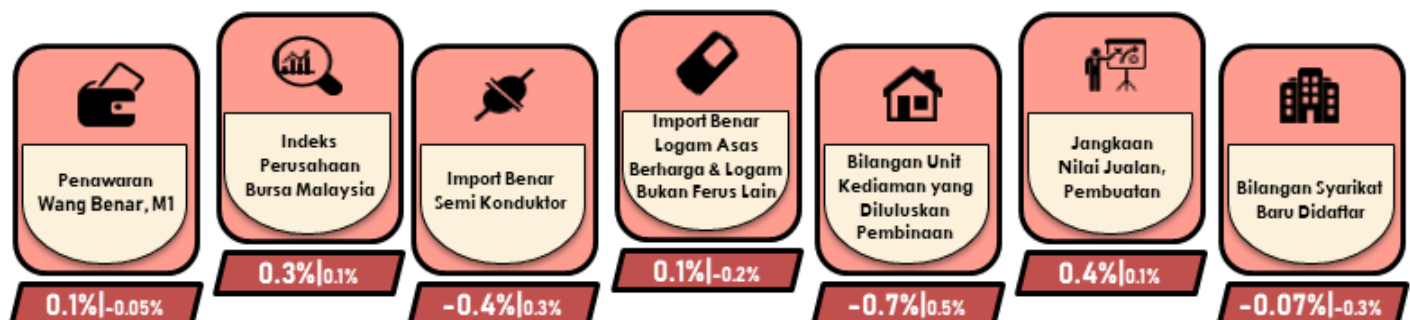 Penawaran
Wang Benar, M1
0.1%|-0.05%
Indeks
Perusahaan
Bursa Malaysia
0.3%|0.1%
Import Benar
Semi Konduktor
-0.4%|0.3%
Import Benar
Logam Asas
Berharga & Logam
Bukan Ferus Lain
0.1%|-0.2%
Bilangan Unit
Kediaman yang
Diluluskan
Pembinaan
-0.7%|0.5%
Jangkaan
Nilai Jualan,
Pembuatan
0.4%|0.1%
Bilangan Syarikat
Baru Didaftar
-0.07%|-0.3%